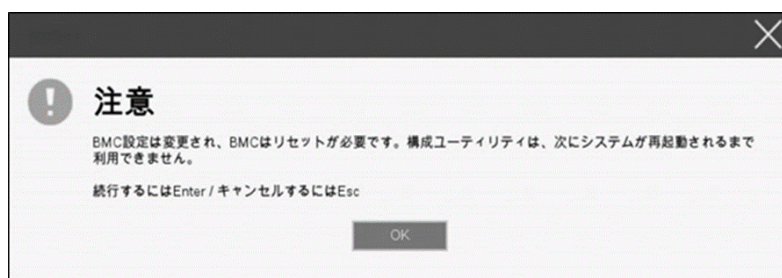 注意
BMC設定は変更され、BMCはリセットが必要です。構成ユーティリティは、次にシステムが再起動されるまで
利用できません。
続行するにはEnter / キャンセルするにはEsc
OK